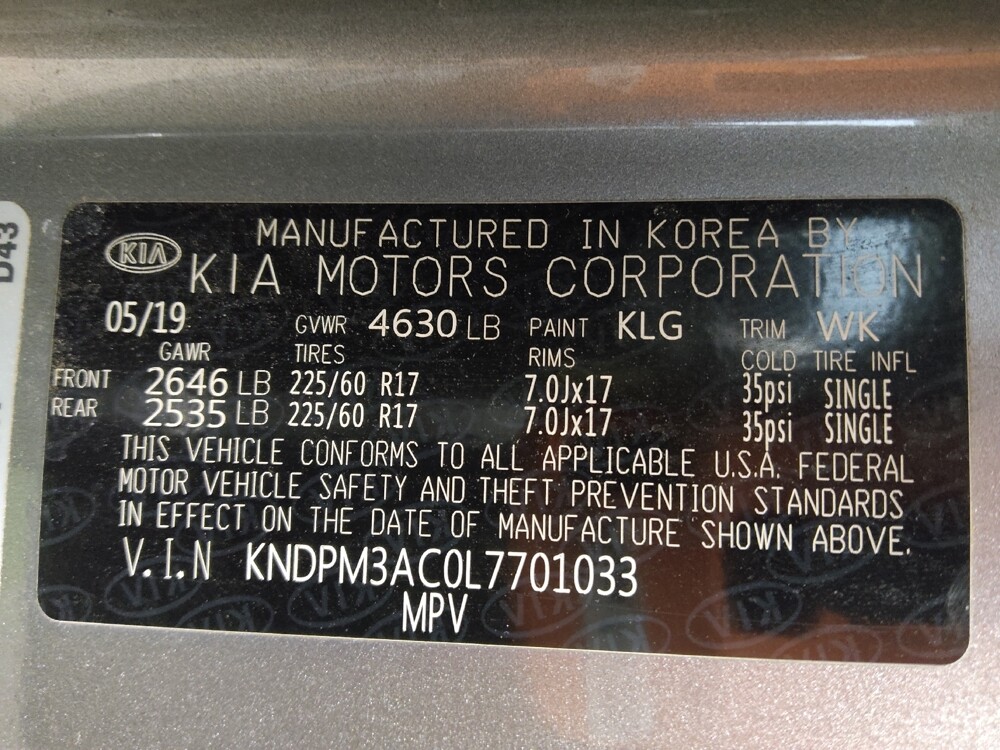 D43
KIA
MANUFACTURED IN KOREA BY
KIA MOTORS CORPORATION
05/19 GVWR 4630 LB PAINT KLG TRIM WK
GAWR TIRES RIMS COLD TIRE INFL
FRONT 2646 LB 225/60 R17 7.0Jx17 35psi SINGLE
REAR 2535 LB 225/60 R17 7.0Jx17 35psi SINGLE
THIS VEHICLE CONFORMS TO ALL APPLICABLE U.S.A. FEDERAL
MOTOR VEHICLE SAFETY AND THEFT PREVENTION STANDARDS
IN EFFECT ON THE DATE OF MANUFACTURE SHOWN ABOVE.
V.I.N KNDPM3AC0L7701033
MPV